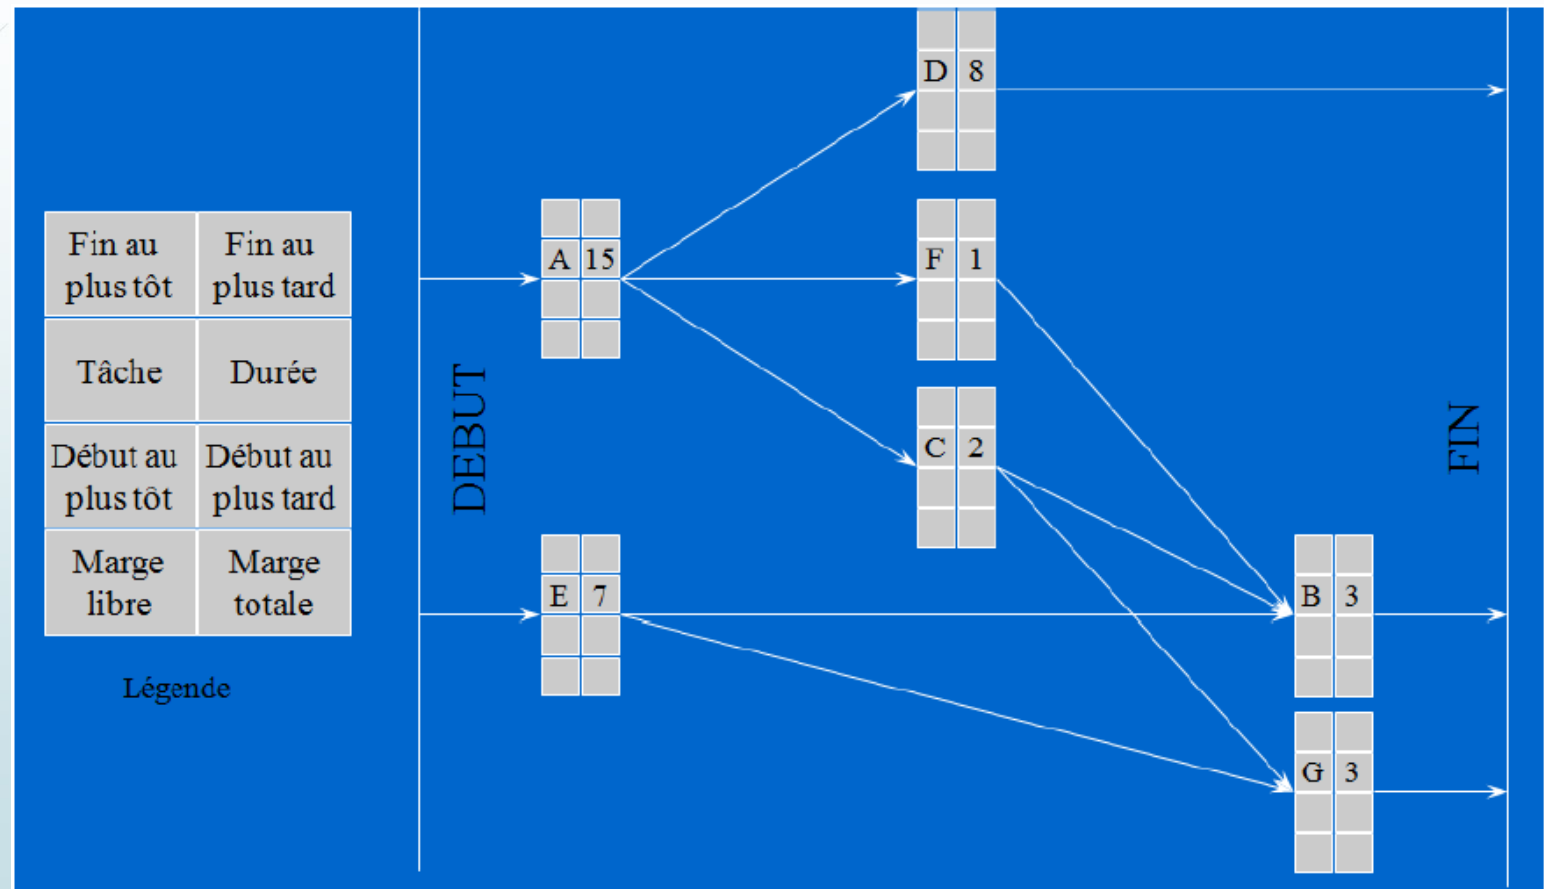 Fin au
plus tôt
Fin au
plus tard
Tâche
Durée
Début au
plus tôt
Début au
plus tard
Marge
libre
Marge
totale
Légende
DEBUT
A 15
E 7
D 8
F 1
C 2
B 3
G 3
FIN